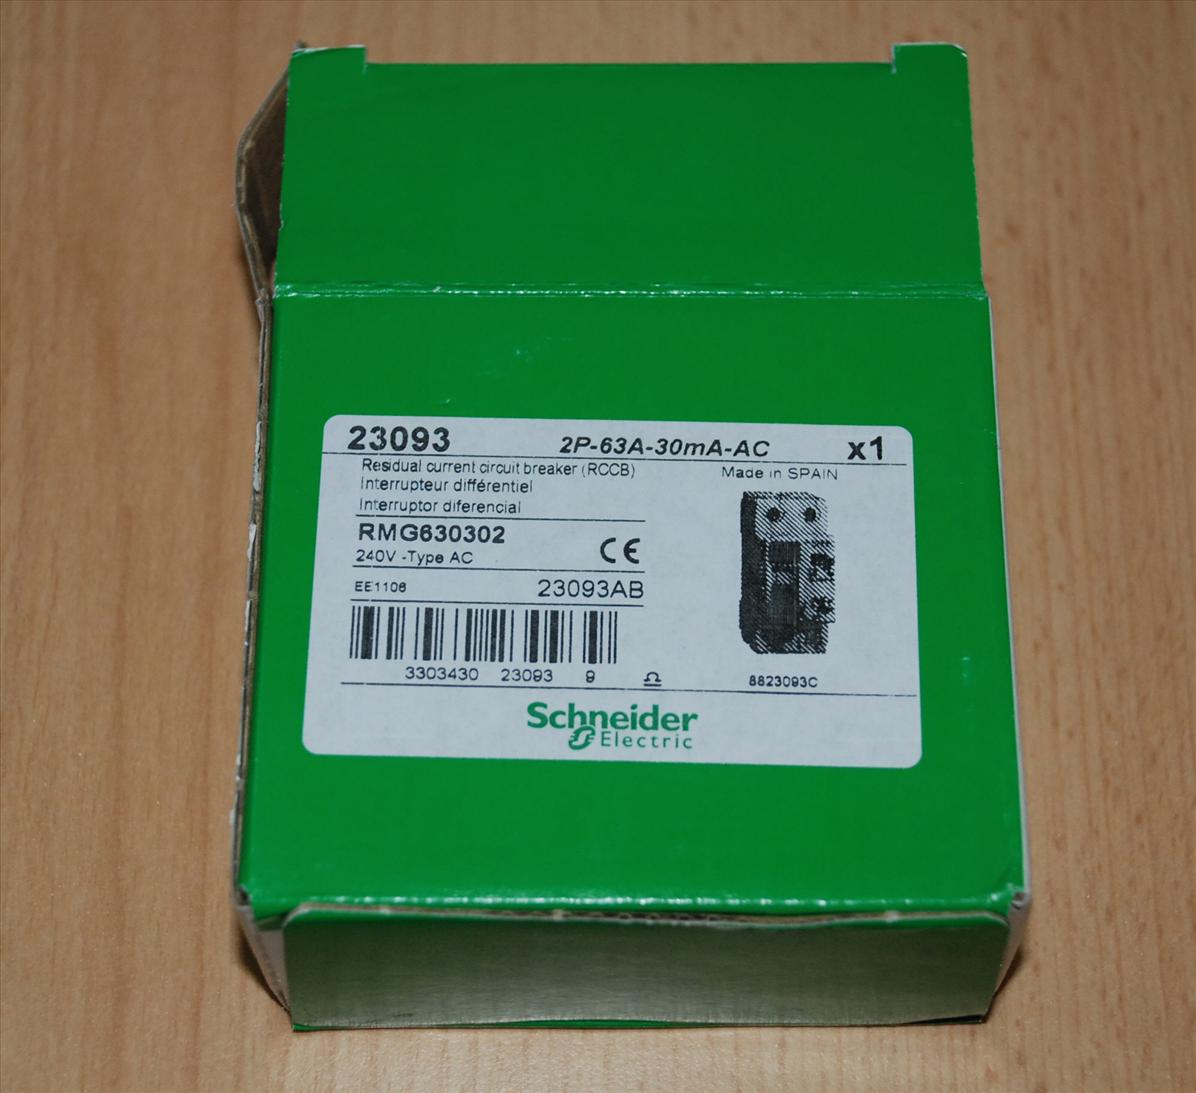 23093 2P-63A-30mA-AC x1
Residual current circuit breaker (RCCB) Made in SPAIN
Interrupteur différentiel
Interruptor diferencial
RMG630302
240V -Type AC CE
EE1106 23093AB
3303430 23093 9 Ω 8823093C
Schneider
Electric